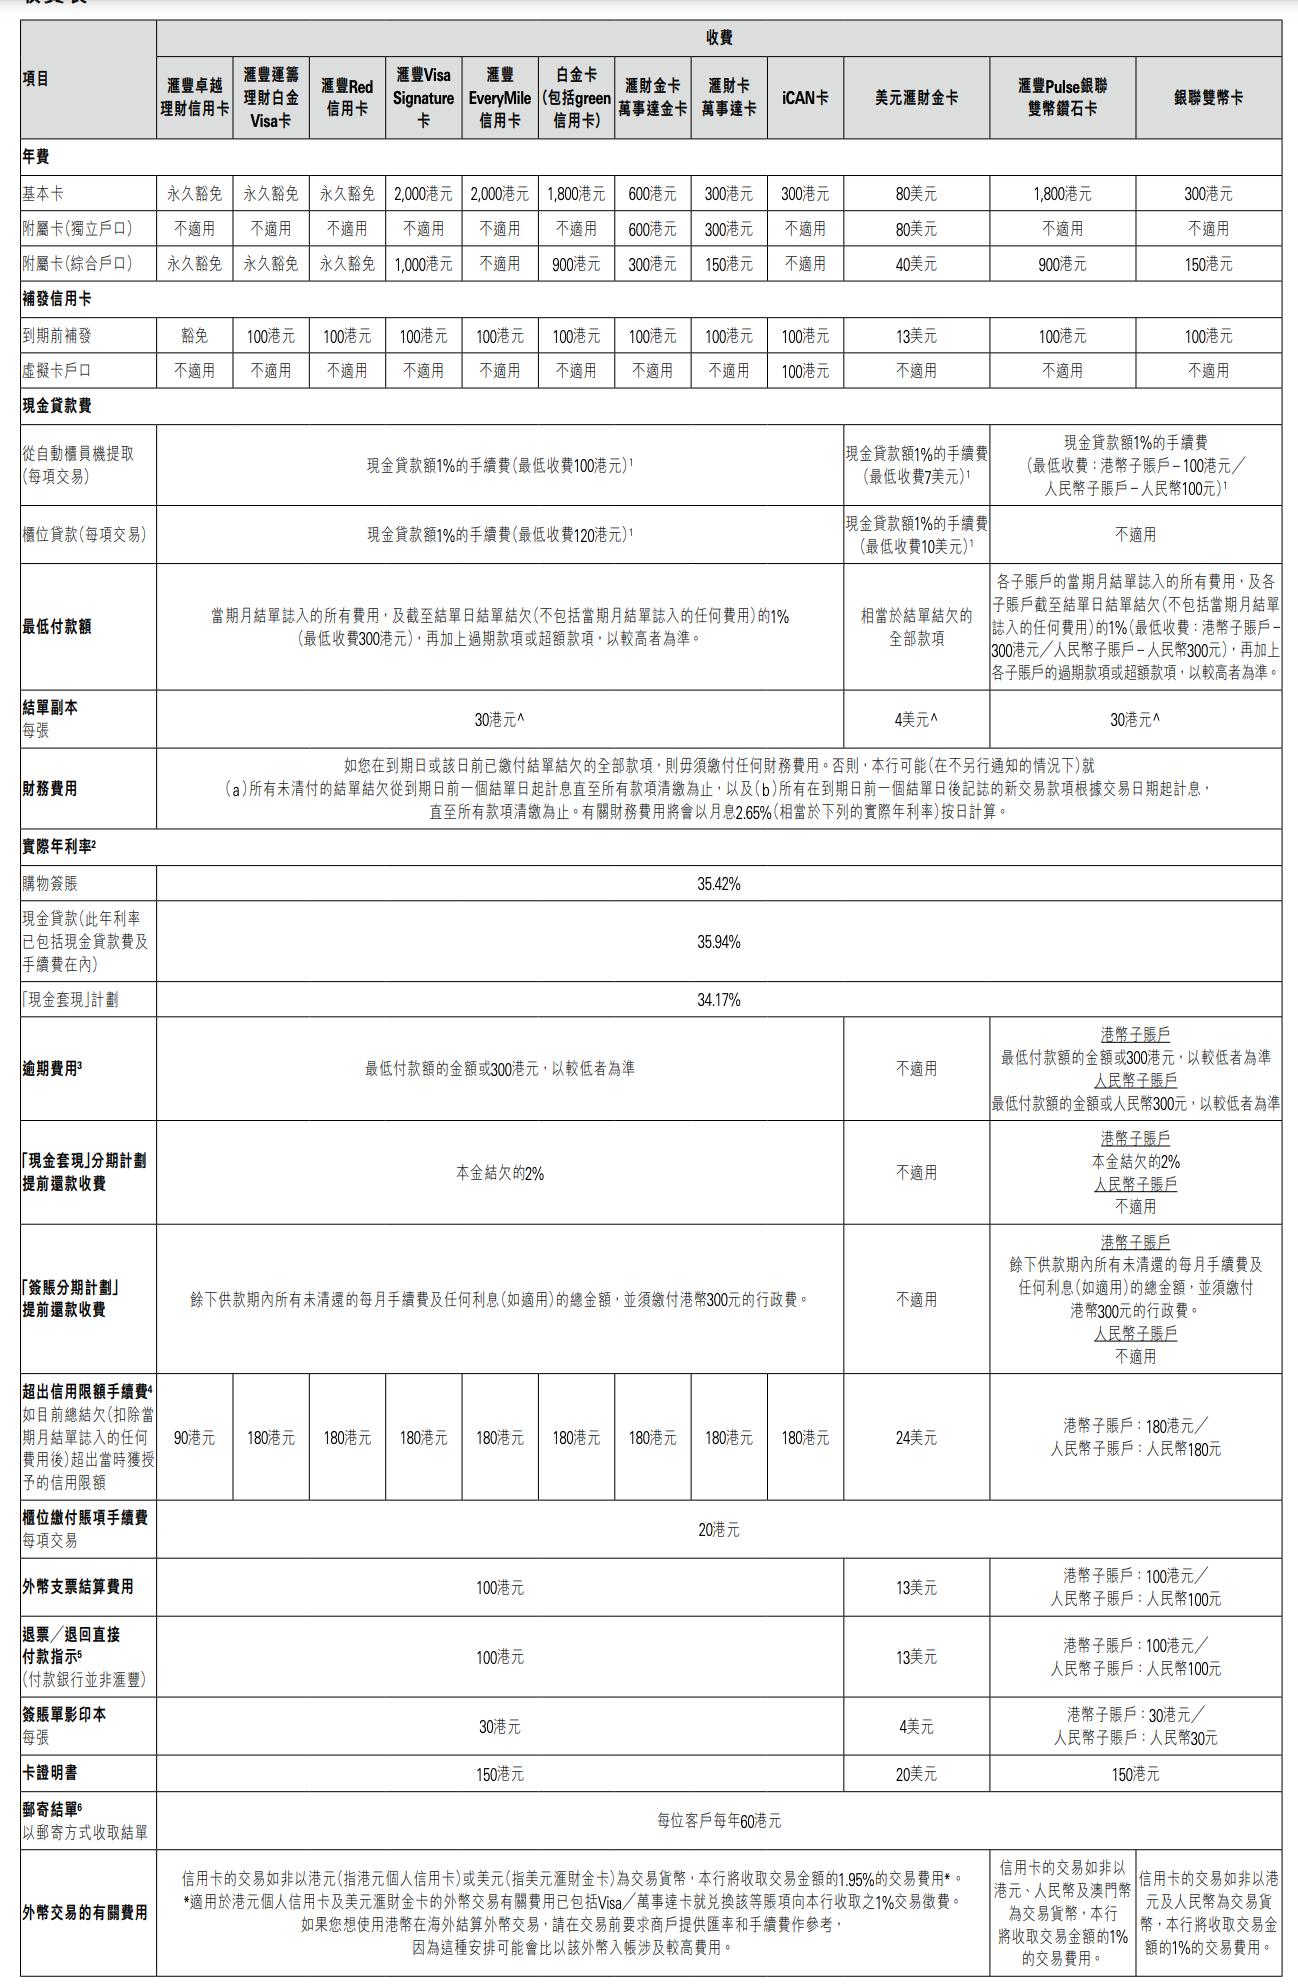 項目
收費
滙豐卓越
理財信用卡
滙豐運籌
理財白金
Visa卡
滙豐Red
信用卡
滙豐Visa
Signature
卡
滙豐
EveryMile
信用卡
白金卡
(包括green
信用卡)
滙財金卡
萬事達金卡
滙財卡
萬事達卡
iCAN卡
美元滙財金卡
滙豐Pulse銀聯
雙幣鑽石卡
銀聯雙幣卡
年費
基本卡 永久豁免 永久豁免 永久豁免 2,000港元 2,000港元 1,800港元 600港元 300港元 300港元 80美元 1,800港元 300港元
附屬卡(獨立戶口) 不適用 不適用 不適用 不適用 不適用 不適用 600港元 300港元 不適用 80美元 不適用 不適用
附屬卡(綜合戶口) 永久豁免 永久豁免 永久豁免 1,000港元 不適用 900港元 300港元 150港元 不適用 40美元 900港元 150港元
補發信用卡
到期前補發 豁免 100港元 100港元 100港元 100港元 100港元 100港元 100港元 100港元 13美元 100港元 100港元
虛擬卡戶口 不適用 不適用 不適用 不適用 不適用 不適用 不適用 不適用 100港元 不適用 不適用 不適用
現金貸款費
從自動櫃員機提取
(每項交易)
現金貸款額1%的手續費(最低收費100港元)¹
現金貸款額1%的手續費
(最低收費7美元)¹
現金貸款額1%的手續費
(最低收費：港幣子賬戶－100港元／
人民幣子賬戶－人民幣100元)¹
櫃位貸款(每項交易)
現金貸款額1%的手續費(最低收費120港元)¹
現金貸款額1%的手續費
(最低收費10美元)¹
不適用
最低付款額
當期月結單誌入的所有費用，及截至結單日結單結欠(不包括當期月結單誌入的任何費用)的1%
(最低收費300港元)，再加上過期款項或超額款項，以較高者為準。
相當於結單結欠的
全部款項
各子賬戶的當期月結單誌入的所有費用，及各
子賬戶截至結單日結單結欠(不包括當期月結單
誌入的任何費用)的1%(最低收費：港幣子賬戶－
300港元／人民幣子賬戶－人民幣300元)，再加上
各子賬戶的過期款項或超額款項，以較高者為準。
結單副本
每張
30港元^
4美元^
30港元^
財務費用
如您在到期日或該日前已繳付結單結欠的全部款項，則毋須繳付任何財務費用。否則，本行可能(在不另行通知的情況下)就
(a)所有未清付的結單結欠從到期日前一個結單日起計息直至所有款項清繳為止，以及(b)所有在到期日前一個結單日後記誌的新交易款項根據交易日期起計息，
直至所有款項清繳為止。有關財務費用將會以月息2.65%(相當於下列的實際年利率)按日計算。
實際年利率²
購物簽賬 35.42%
現金貸款(此年利率
已包括現金貸款費及
手續費在內)
35.94%
「現金套現」計劃 34.17%
逾期費用³
最低付款額的金額或300港元，以較低者為準
不適用
港幣子賬戶
最低付款額的金額或300港元，以較低者為準
人民幣子賬戶
最低付款額的金額或人民幣300元，以較低者為準
「現金套現」分期計劃
提前還款收費
本金結欠的2%
不適用
港幣子賬戶
本金結欠的2%
人民幣子賬戶
不適用
「簽賬分期計劃」
提前還款收費
餘下供款期內所有未清還的每月手續費及任何利息(如適用)的總金額，並須繳付港幣300元的行政費。
不適用
港幣子賬戶
餘下供款期內所有未清還的每月手續費及
任何利息(如適用)的總金額，並須繳付
港幣300元的行政費。
人民幣子賬戶
不適用
超出信用限額手續費⁴
如目前總結欠(扣除當
期月結單誌入的任何
費用後)超出當時獲授
予的信用限額
90港元 180港元 180港元 180港元 180港元 180港元 180港元 180港元 180港元 24美元
港幣子賬戶：180港元／
人民幣子賬戶：人民幣180元
櫃位繳付賬項手續費
每項交易
20港元
外幣支票結算費用
100港元
13美元
港幣子賬戶：100港元／
人民幣子賬戶：人民幣100元
退票／退回直接
付款指示⁵
(付款銀行並非滙豐)
100港元
13美元
港幣子賬戶：100港元／
人民幣子賬戶：人民幣100元
簽賬單影印本
每張
30港元
4美元
港幣子賬戶：30港元／
人民幣子賬戶：人民幣30元
卡證明書 150港元 20美元 150港元
郵寄結單⁶
以郵寄方式收取結單
每位客戶每年60港元
外幣交易的有關費用
信用卡的交易如非以港元(指港元個人信用卡)或美元(指美元滙財金卡)為交易貨幣，本行將收取交易金額的1.95%的交易費用*。
*適用於港元個人信用卡及美元滙財金卡的外幣交易有關費用已包括Visa／萬事達卡就兌換該等賬項向本行收取之1%交易徵費。
如果您想使用港幣在海外結算外幣交易，請在交易前要求商戶提供匯率和手續費作參考，
因為這種安排可能會比以該外幣入帳涉及較高費用。
信用卡的交易如非以
港元、人民幣及澳門幣
為交易貨幣，本行
將收取交易金額的1%
的交易費用。
信用卡的交易如非以港
元及人民幣為交易貨
幣，本行將收取交易金
額的1%的交易費用。